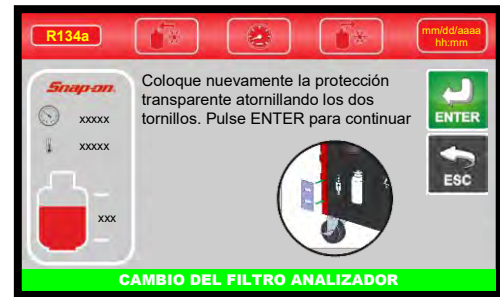 R134a
mm/dd/aaaa
hh:mm
Snap-on
xxxxx
xxxxx
xxx
Coloque nuevamente la protección
transparente atornillando los dos
tornillos. Pulse ENTER para continuar
ENTER
ESC
CAMBIO DEL FILTRO ANALIZADOR